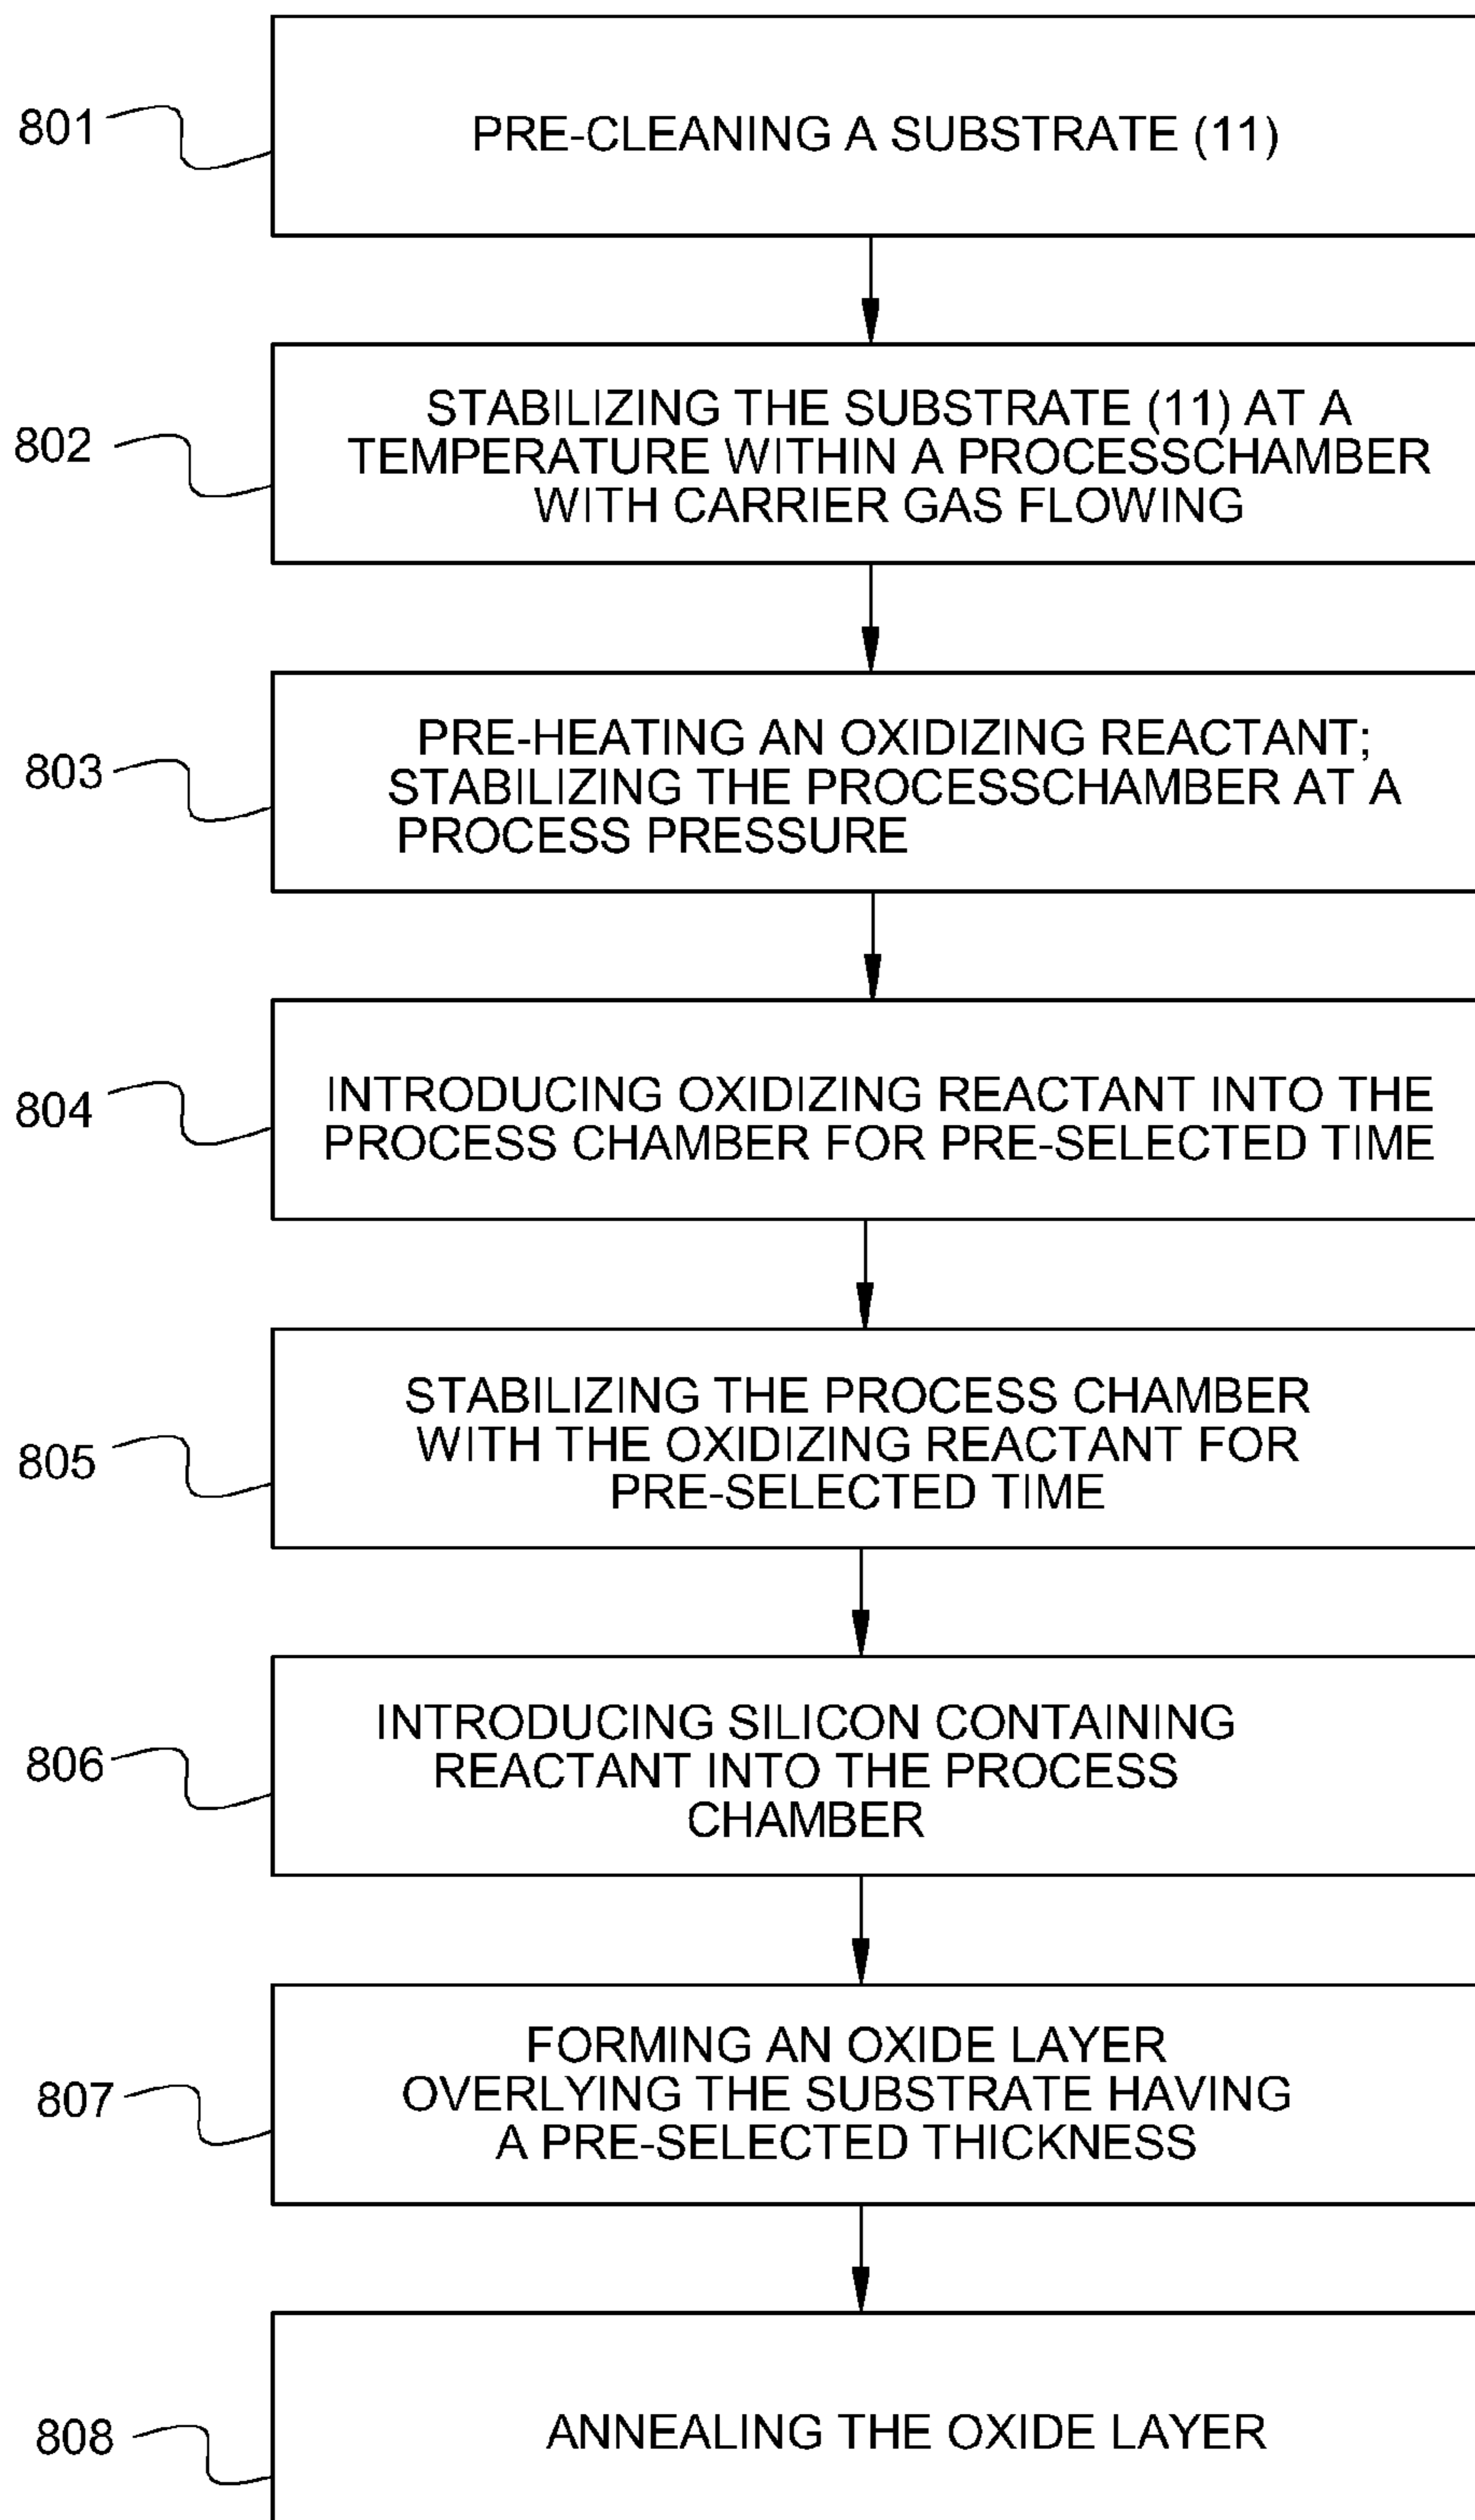 801
PRE-CLEANING A SUBSTRATE (11)
802
STABILIZING THE SUBSTRATE (11) AT A
TEMPERATURE WITHIN A PROCESSCHAMBER
WITH CARRIER GAS FLOWING
803
PRE-HEATING AN OXIDIZING REACTANT;
STABILIZING THE PROCESSCHAMBER AT A
PROCESS PRESSURE
804
INTRODUCING OXIDIZING REACTANT INTO THE
PROCESS CHAMBER FOR PRE-SELECTED TIME
805
STABILIZING THE PROCESS CHAMBER
WITH THE OXIDIZING REACTANT FOR
PRE-SELECTED TIME
806
INTRODUCING SILICON CONTAINING
REACTANT INTO THE PROCESS
CHAMBER
807
FORMING AN OXIDE LAYER
OVERLYING THE SUBSTRATE HAVING
A PRE-SELECTED THICKNESS
808
ANNEALING THE OXIDE LAYER